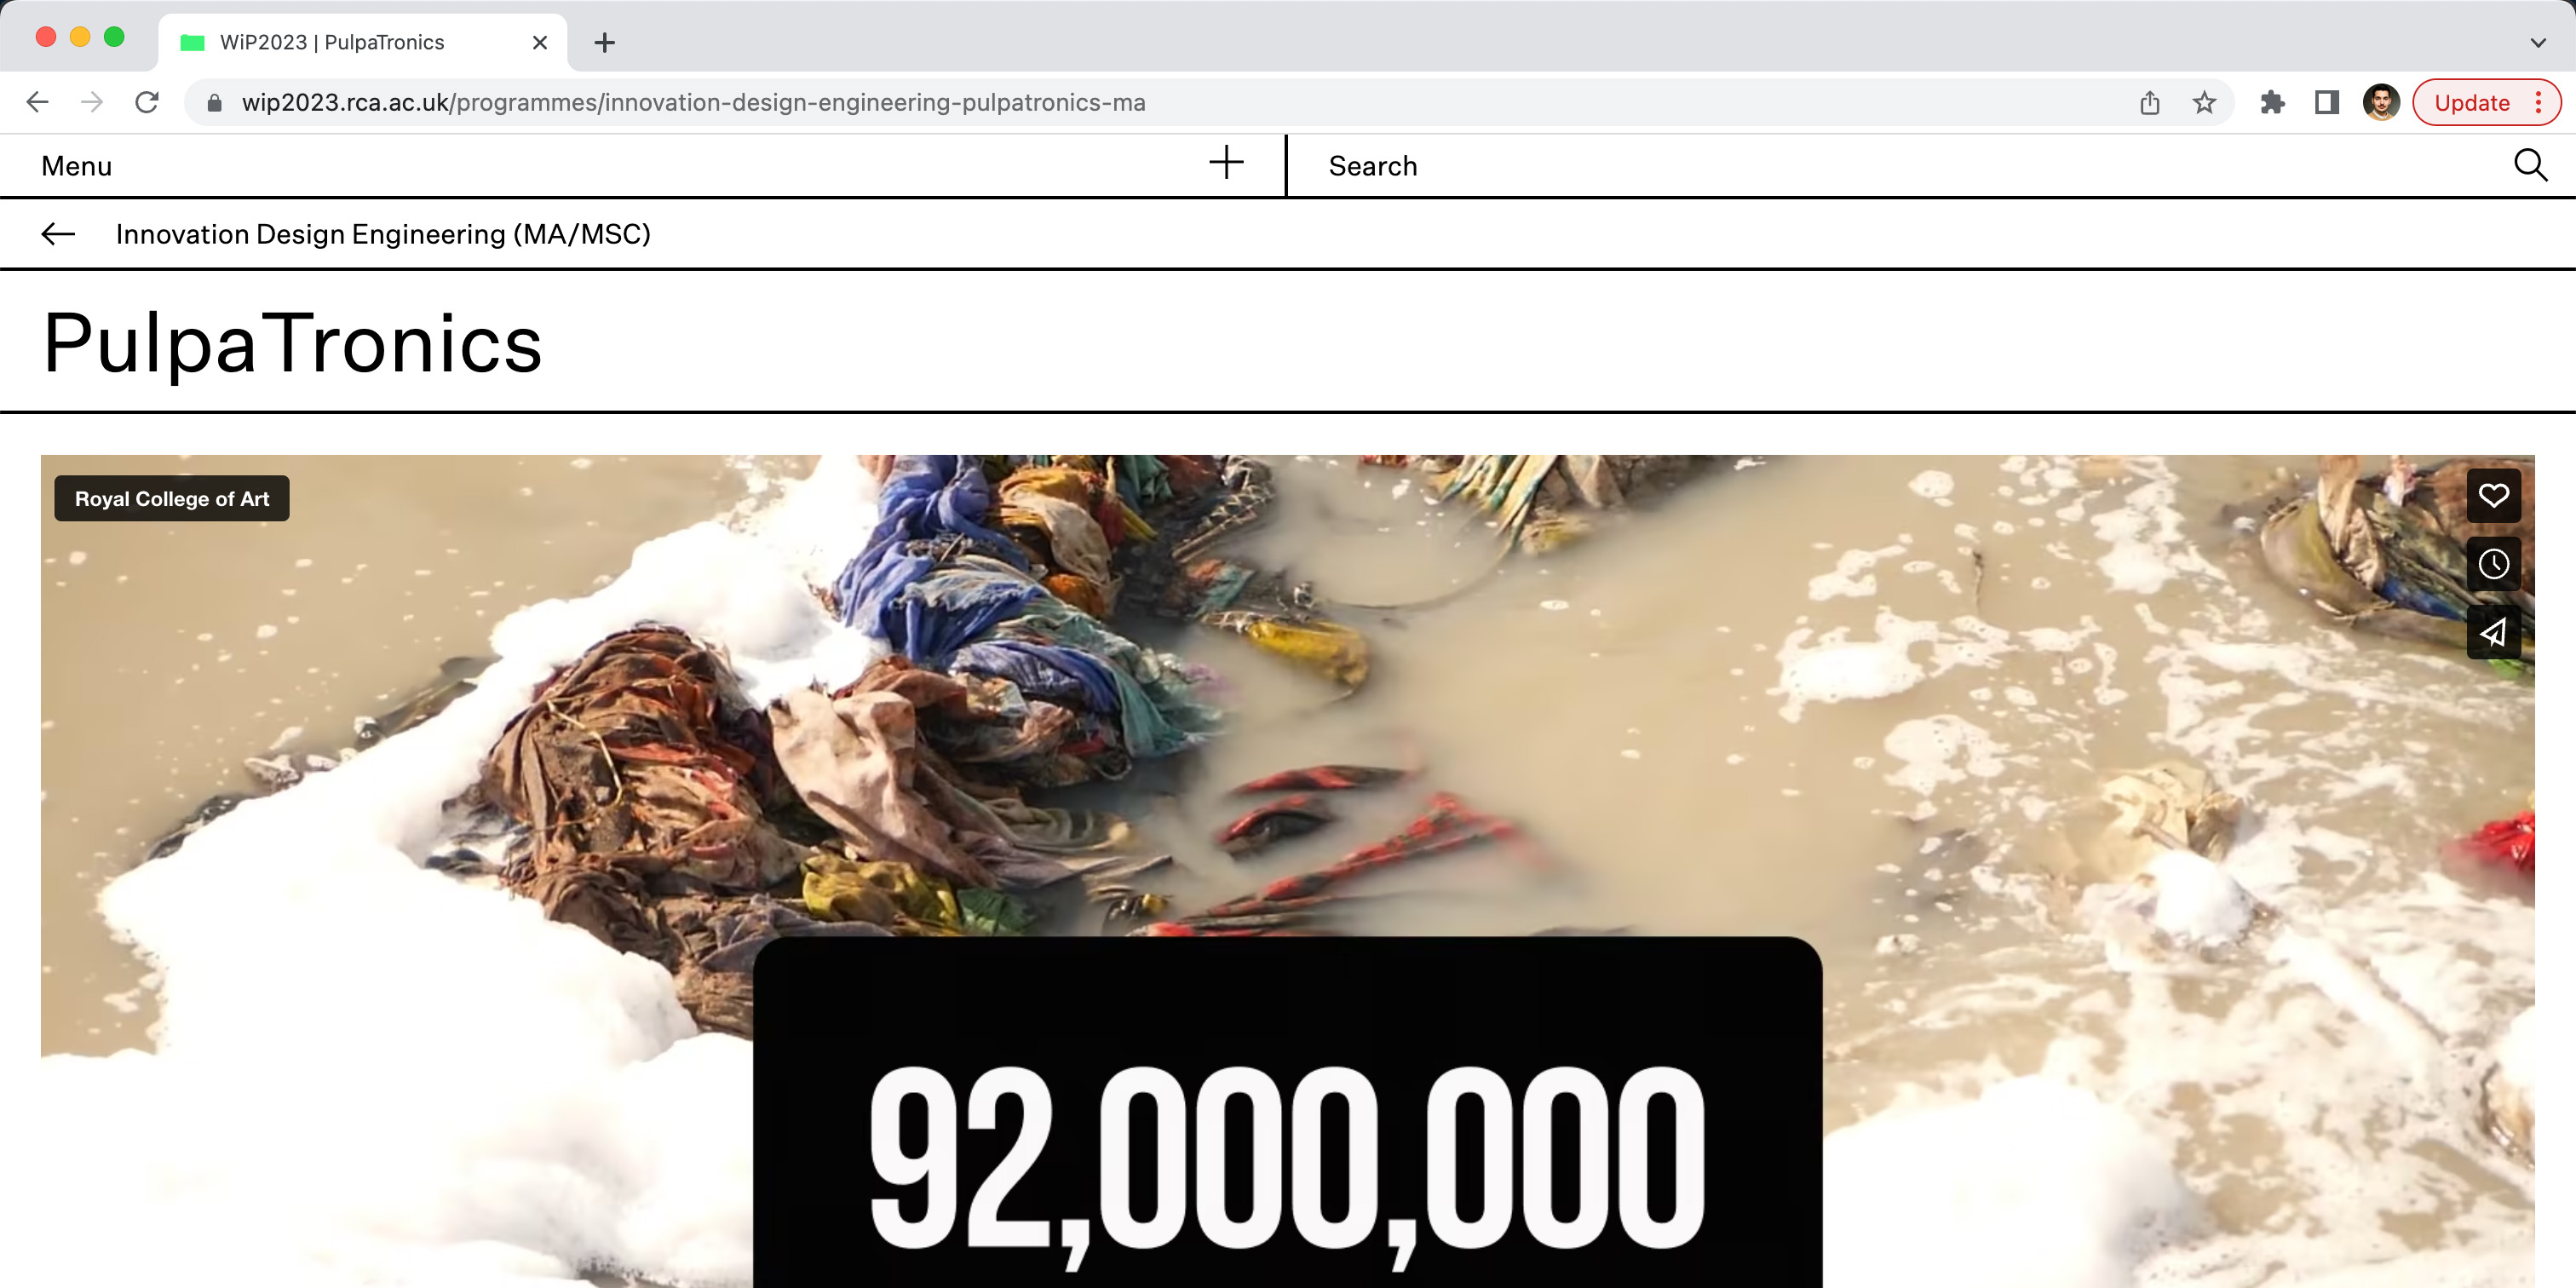 WiP2023 | PulpaTronics
wip2023.rca.ac.uk/programmes/innovation-design-engineering-pulpatronics-ma
Update
Menu
Search
Innovation Design Engineering (MA/MSC)
PulpaTronics
Royal College of Art
92,000,000